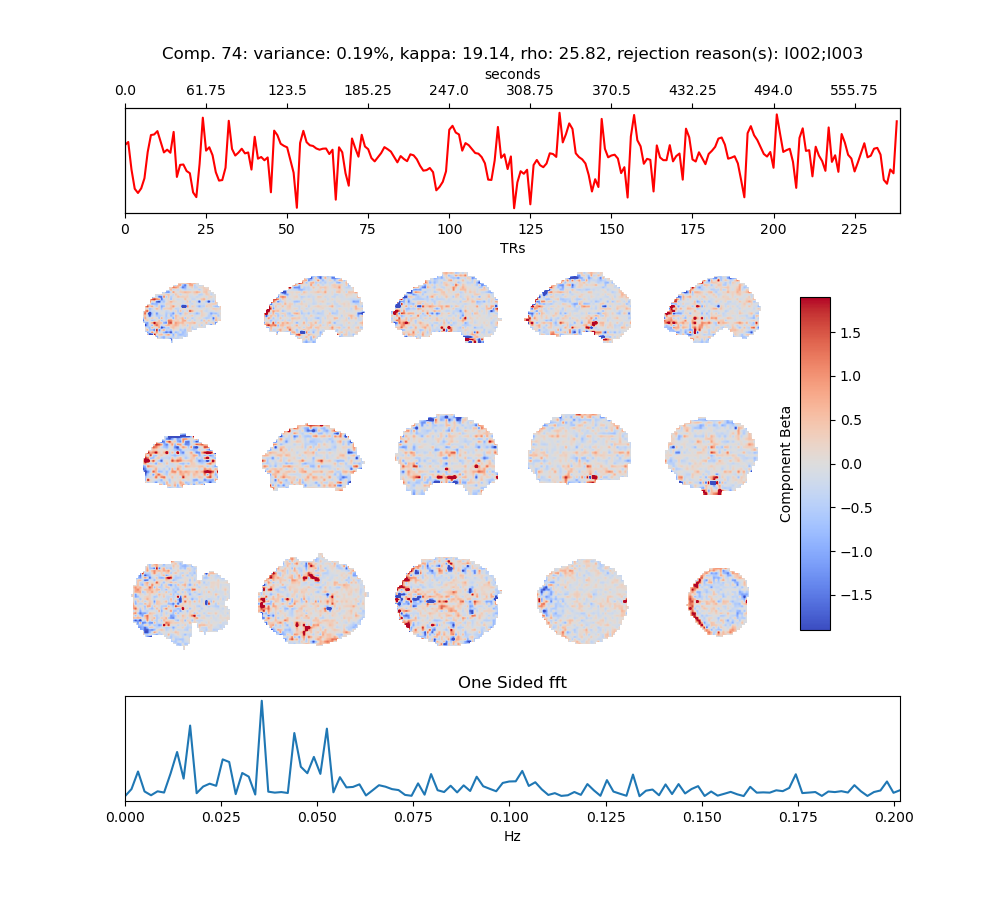 Comp. 74: variance: 0.19%, kappa: 19.14, rho: 25.82, rejection reason(s): I002;I003
seconds
0.0 61.75 123.5 185.25 247.0 308.75 370.5 432.25 494.0 555.75
0 25 50 75 100 125 150 175 200 225
TRs
1.5
1.0
0.5
0.0
−0.5
−1.0
−1.5
Component Beta
One Sided fft
0.000 0.025 0.050 0.075 0.100 0.125 0.150 0.175 0.200
Hz